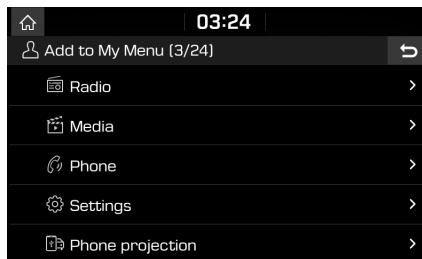 03:24
Add to My Menu (3/24)
Radio
Media
Phone
Settings
Phone projection